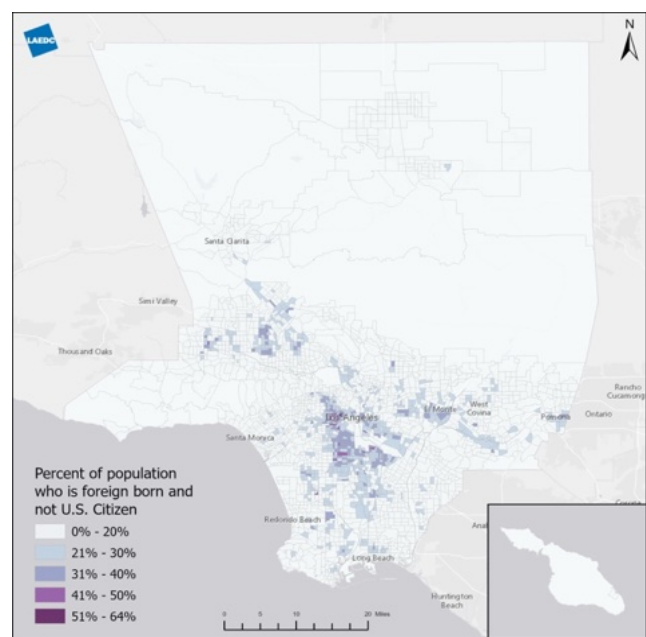 LAEDC
N
Santa Clarita
Simi Valley
Thousand Oaks
Los Angeles
El Monte
West
Covina
Pomona
Ontario
Rancho
Cucamong
Santa Monica
Redondo Beach
Long Beach
Ana
Huntington
Beach
Percent of population
who is foreign born and
not U.S. Citizen
0% - 20%
21% - 30%
31% - 40%
41% - 50%
51% - 64%
0 5 10 20 Miles